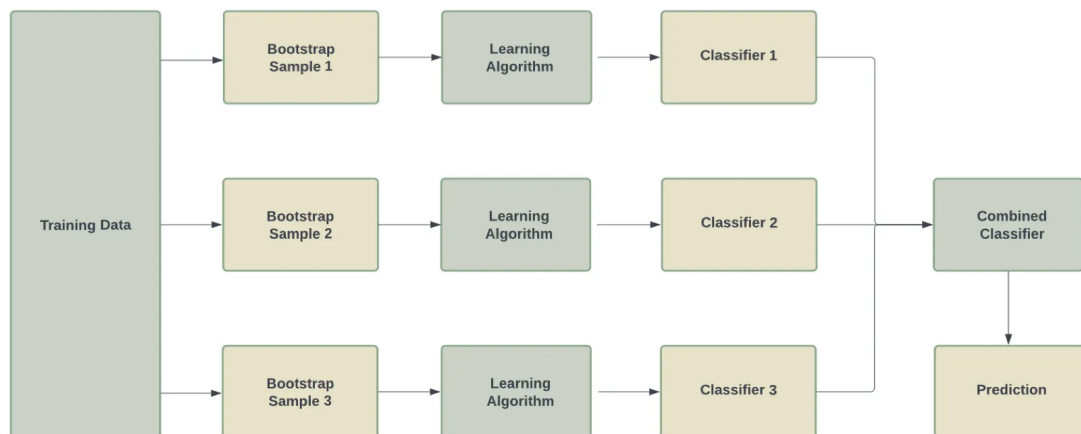 Training Data
Bootstrap
Sample 1
Learning
Algorithm
Classifier 1
Bootstrap
Sample 2
Learning
Algorithm
Classifier 2
Bootstrap
Sample 3
Learning
Algorithm
Classifier 3
Combined
Classifier
Prediction